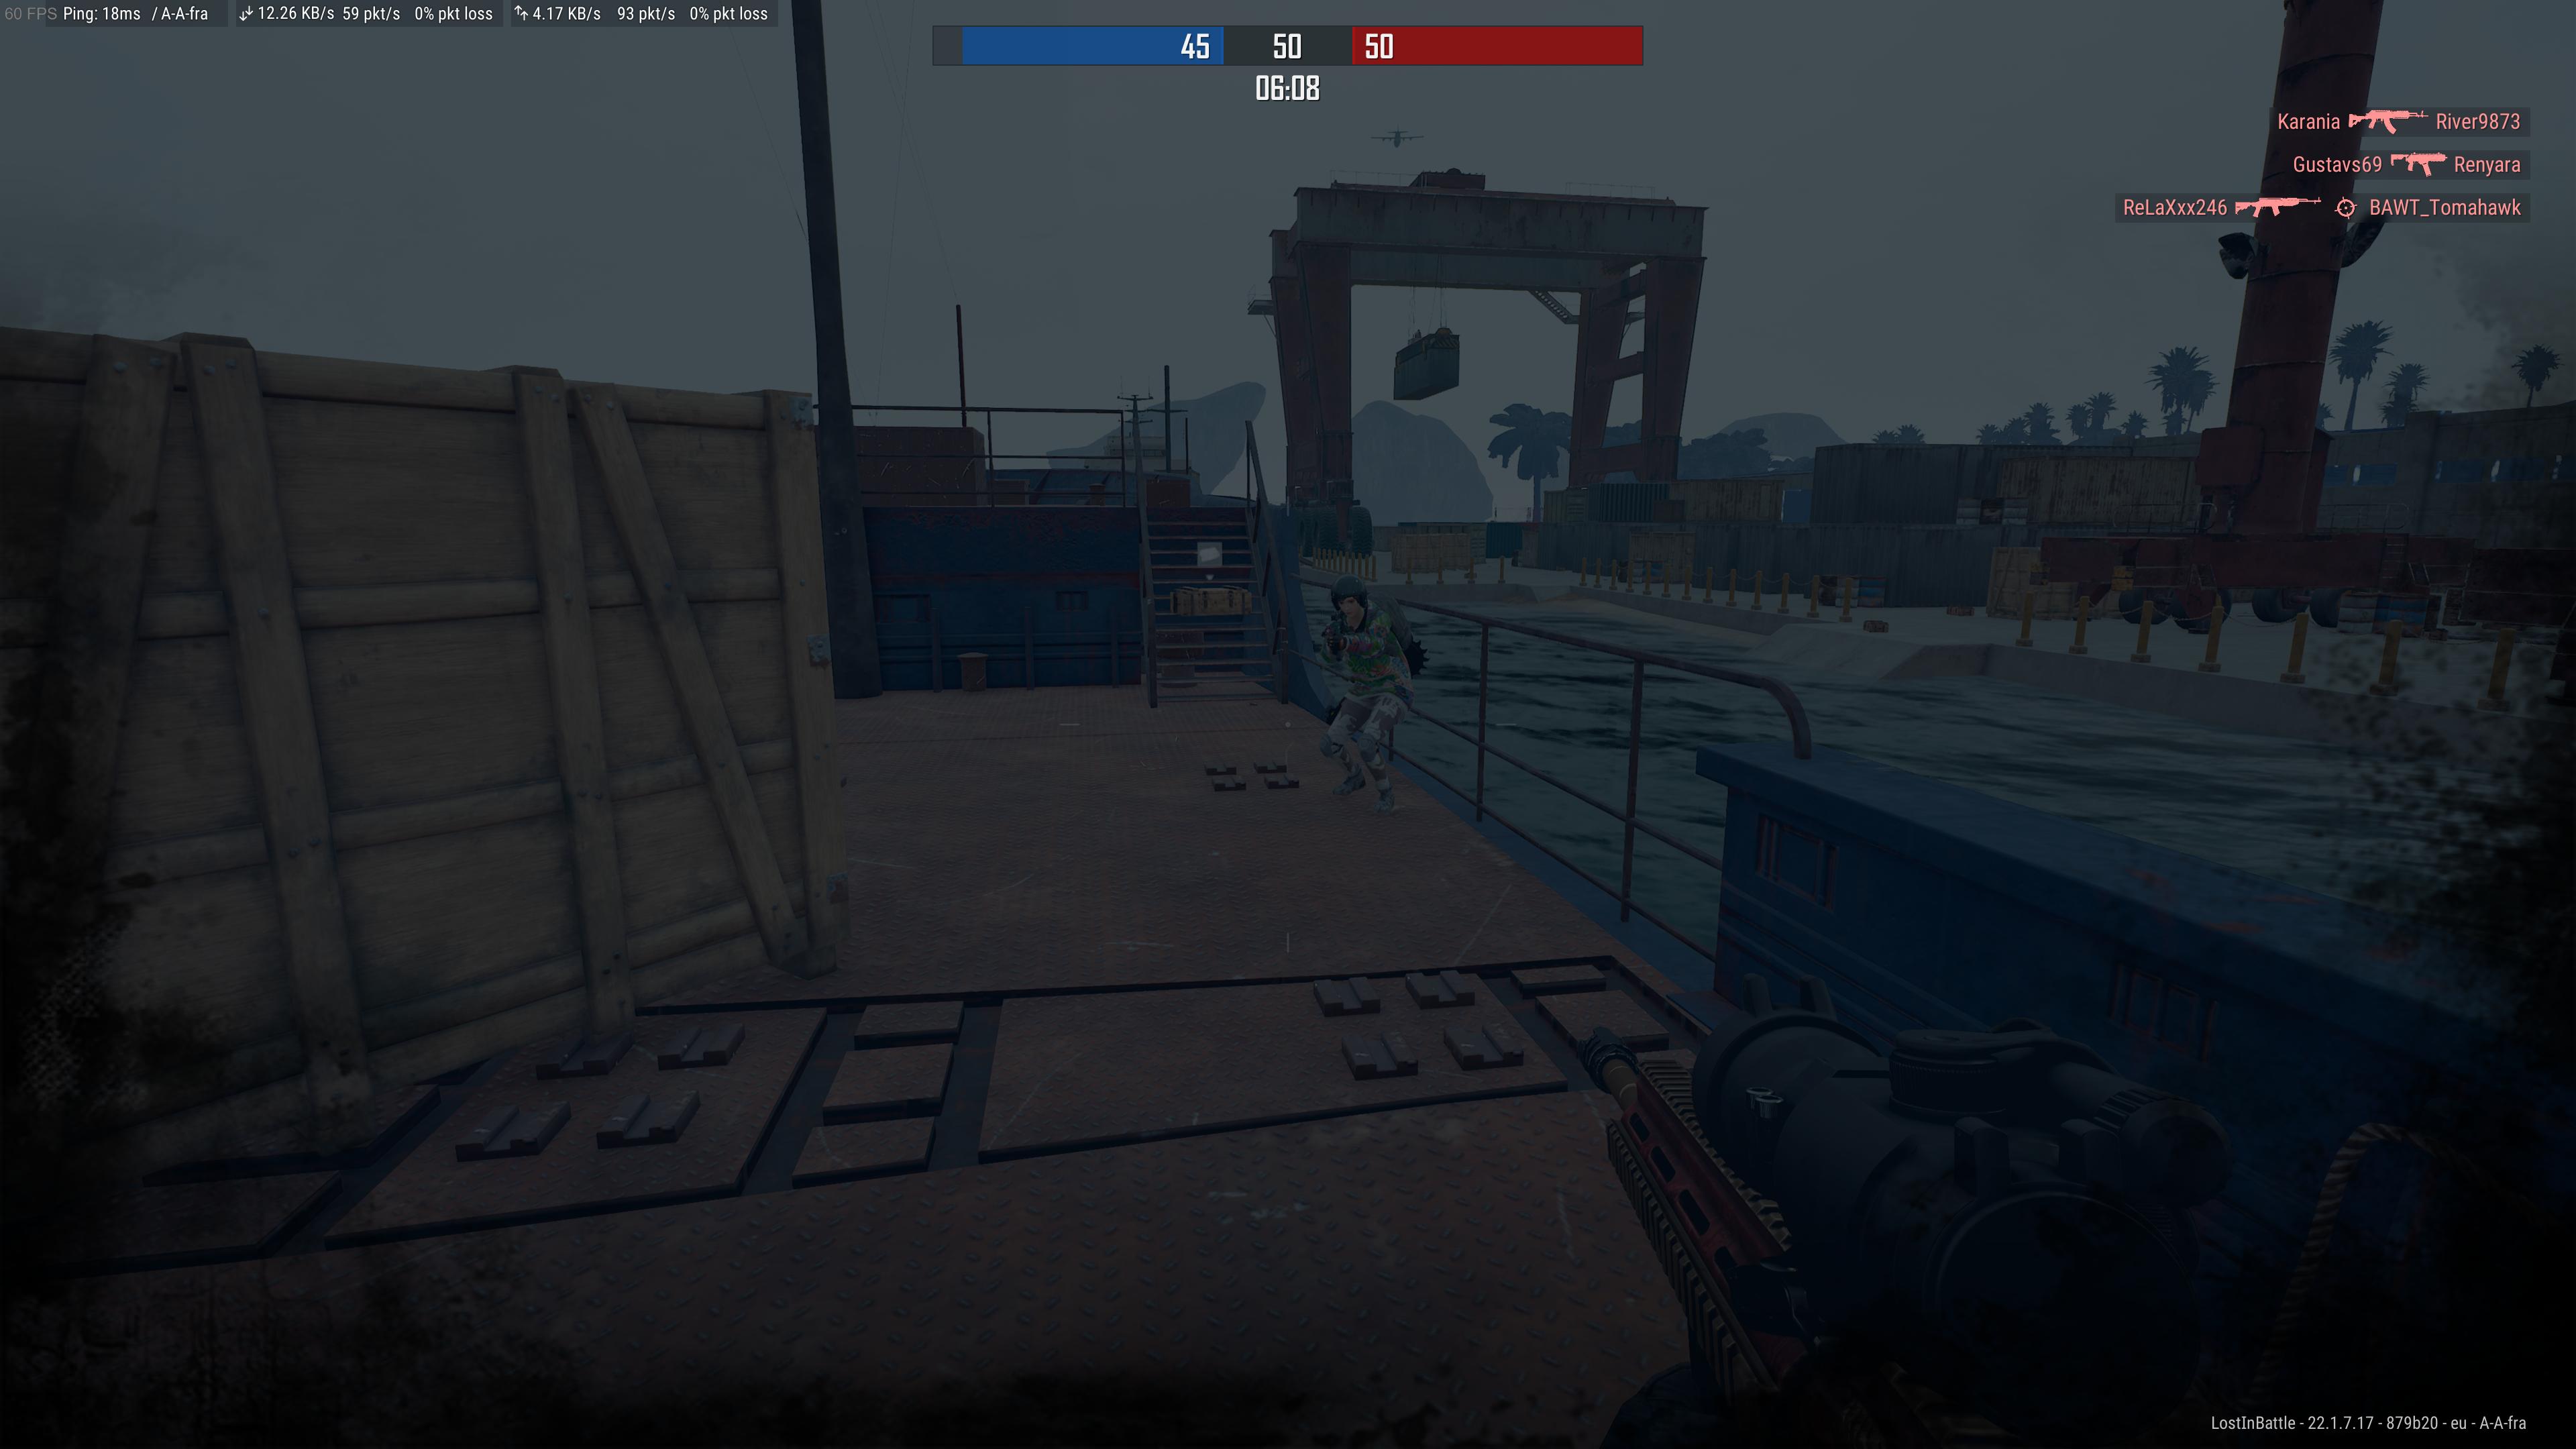 60 FPS Ping: 18ms / A-A-fra 12.26 KB/s 59 pkt/s 0% pkt loss 4.17 KB/s 93 pkt/s 0% pkt loss
45 50 50
06:08
Karania River9873
Gustavs69 Renyara
ReLaXxx246 BAWT_Tomahawk
LostInBattle - 22.1.7.17 - 879b20 - eu - A-A-fra